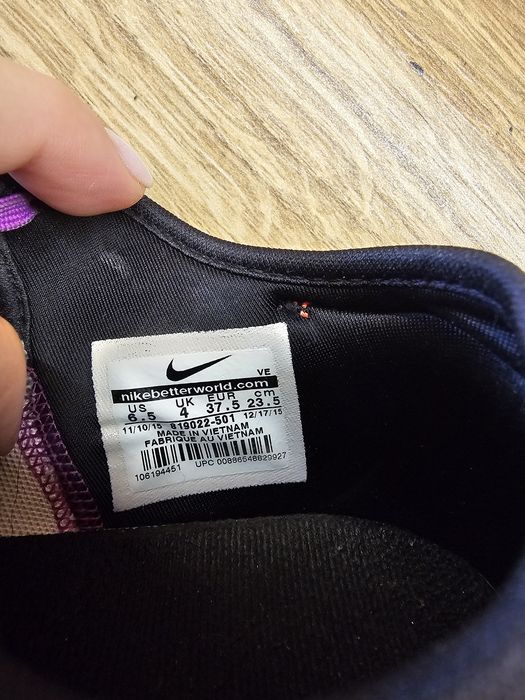 VE
nikebetterworld.com
US UK EUR cm
6.5 4 37.5 23.5
11/10/15 819022-501 12/17/15
MADE IN VIETNAM
FABRIQUE AU VIETNAM
106194451 UPC 00886548829927